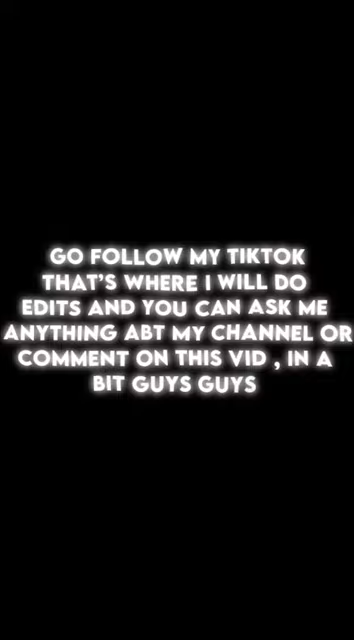 GO FOLLOW MY TIKTOK
THAT'S WHERE I WILL DO
EDITS AND YOU CAN ASK ME
ANYTHING ABT MY CHANNEL OR
COMMENT ON THIS VID , IN A
BIT GUYS GUYS